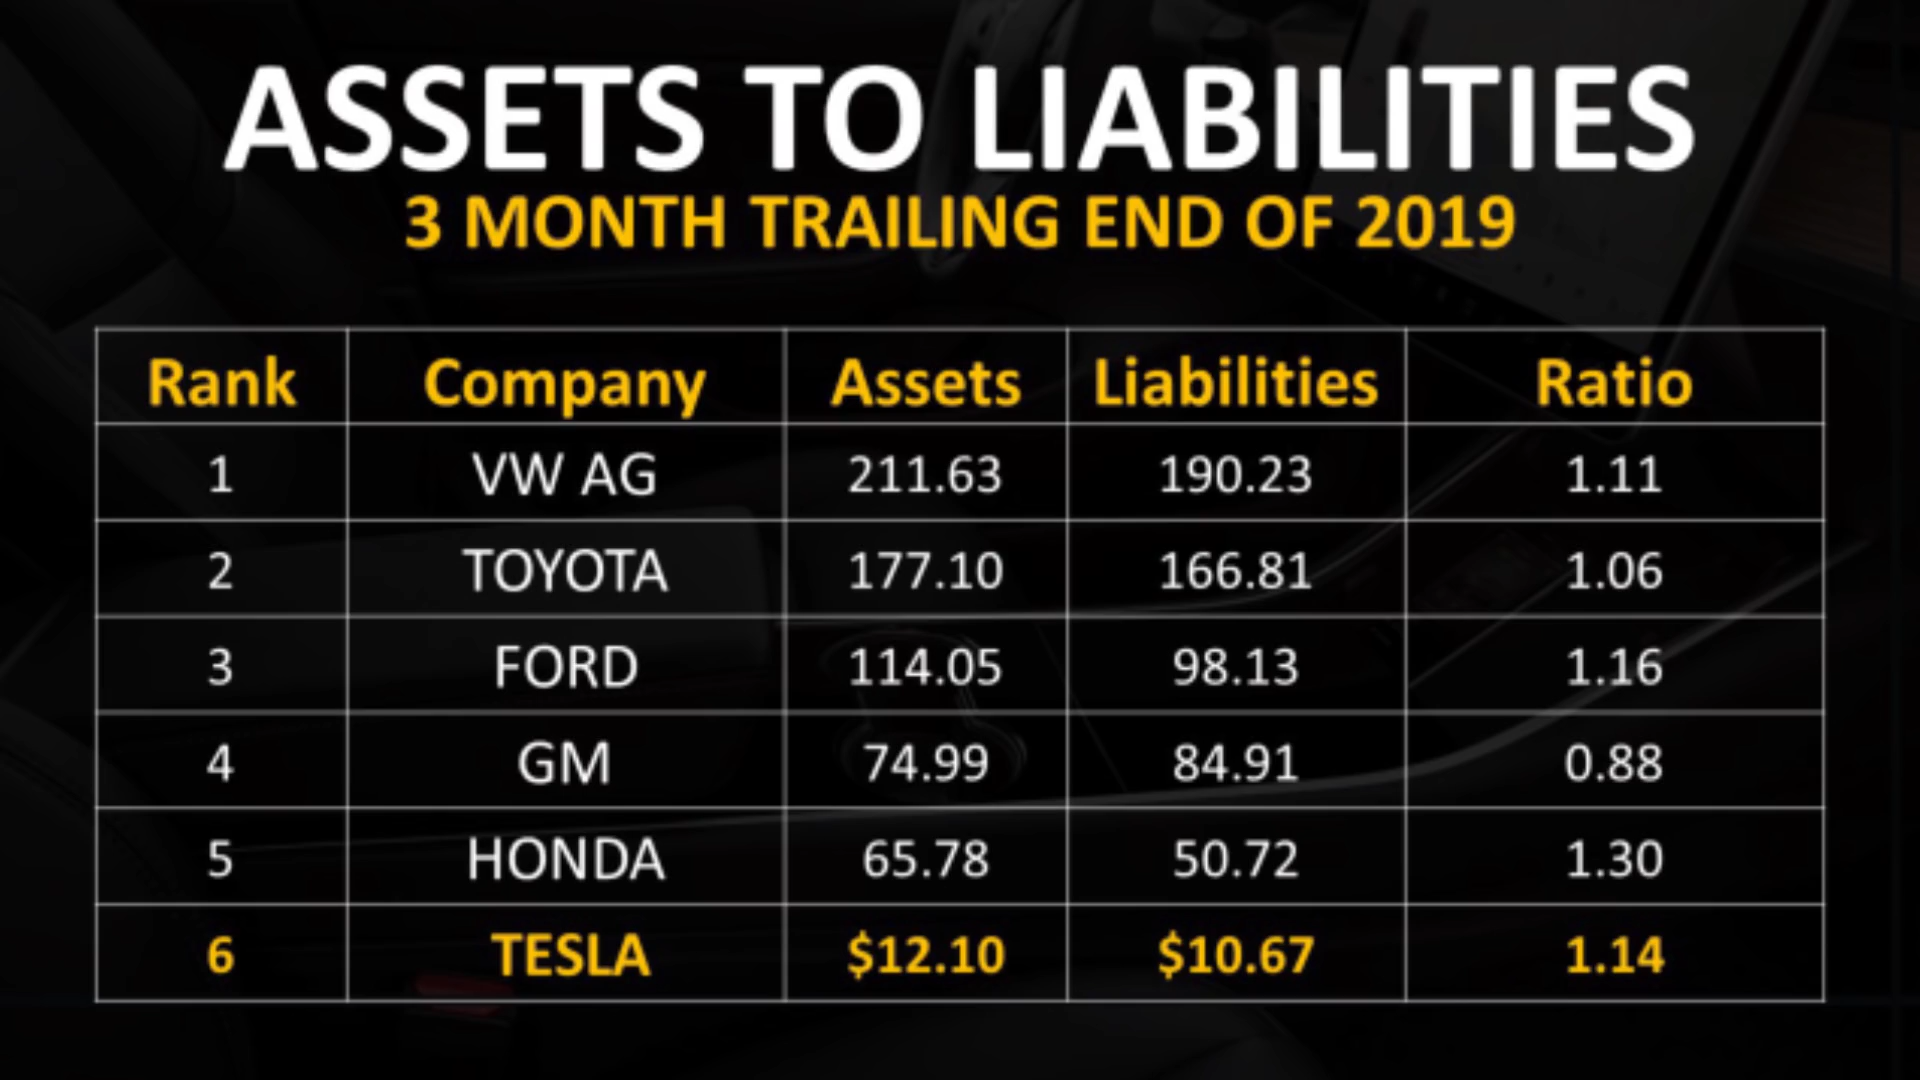 ASSETS TO LIABILITIES
3 MONTH TRAILING END OF 2019
Rank Company Assets Liabilities Ratio
1 VW AG 211.63 190.23 1.11
2 TOYOTA 177.10 166.81 1.06
3 FORD 114.05 98.13 1.16
4 GM 74.99 84.91 0.88
5 HONDA 65.78 50.72 1.30
6 TESLA $12.10 $10.67 1.14